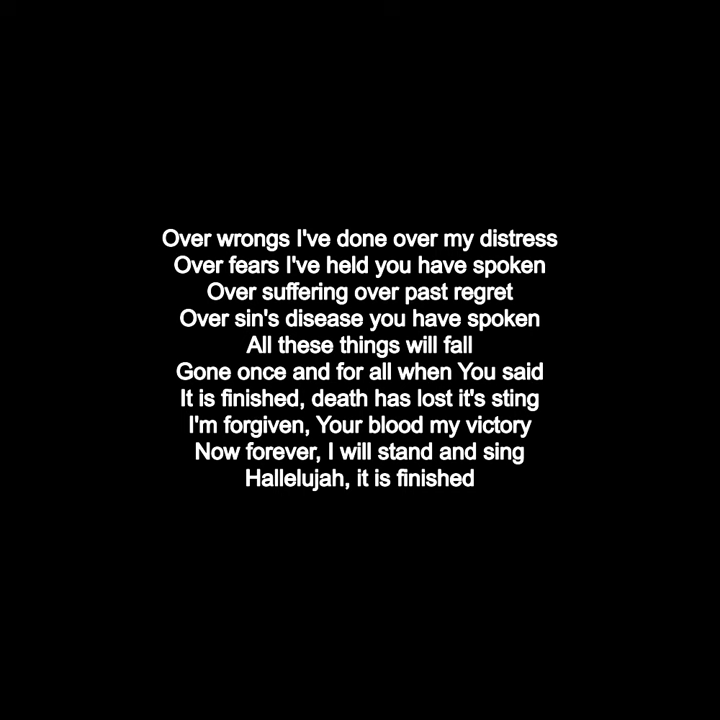 Over wrongs I've done over my distress
Over fears I've held you have spoken
Over suffering over past regret
Over sin's disease you have spoken
All these things will fall
Gone once and for all when You said
It is finished, death has lost it's sting
I'm forgiven, Your blood my victory
Now forever, I will stand and sing
Hallelujah, it is finished